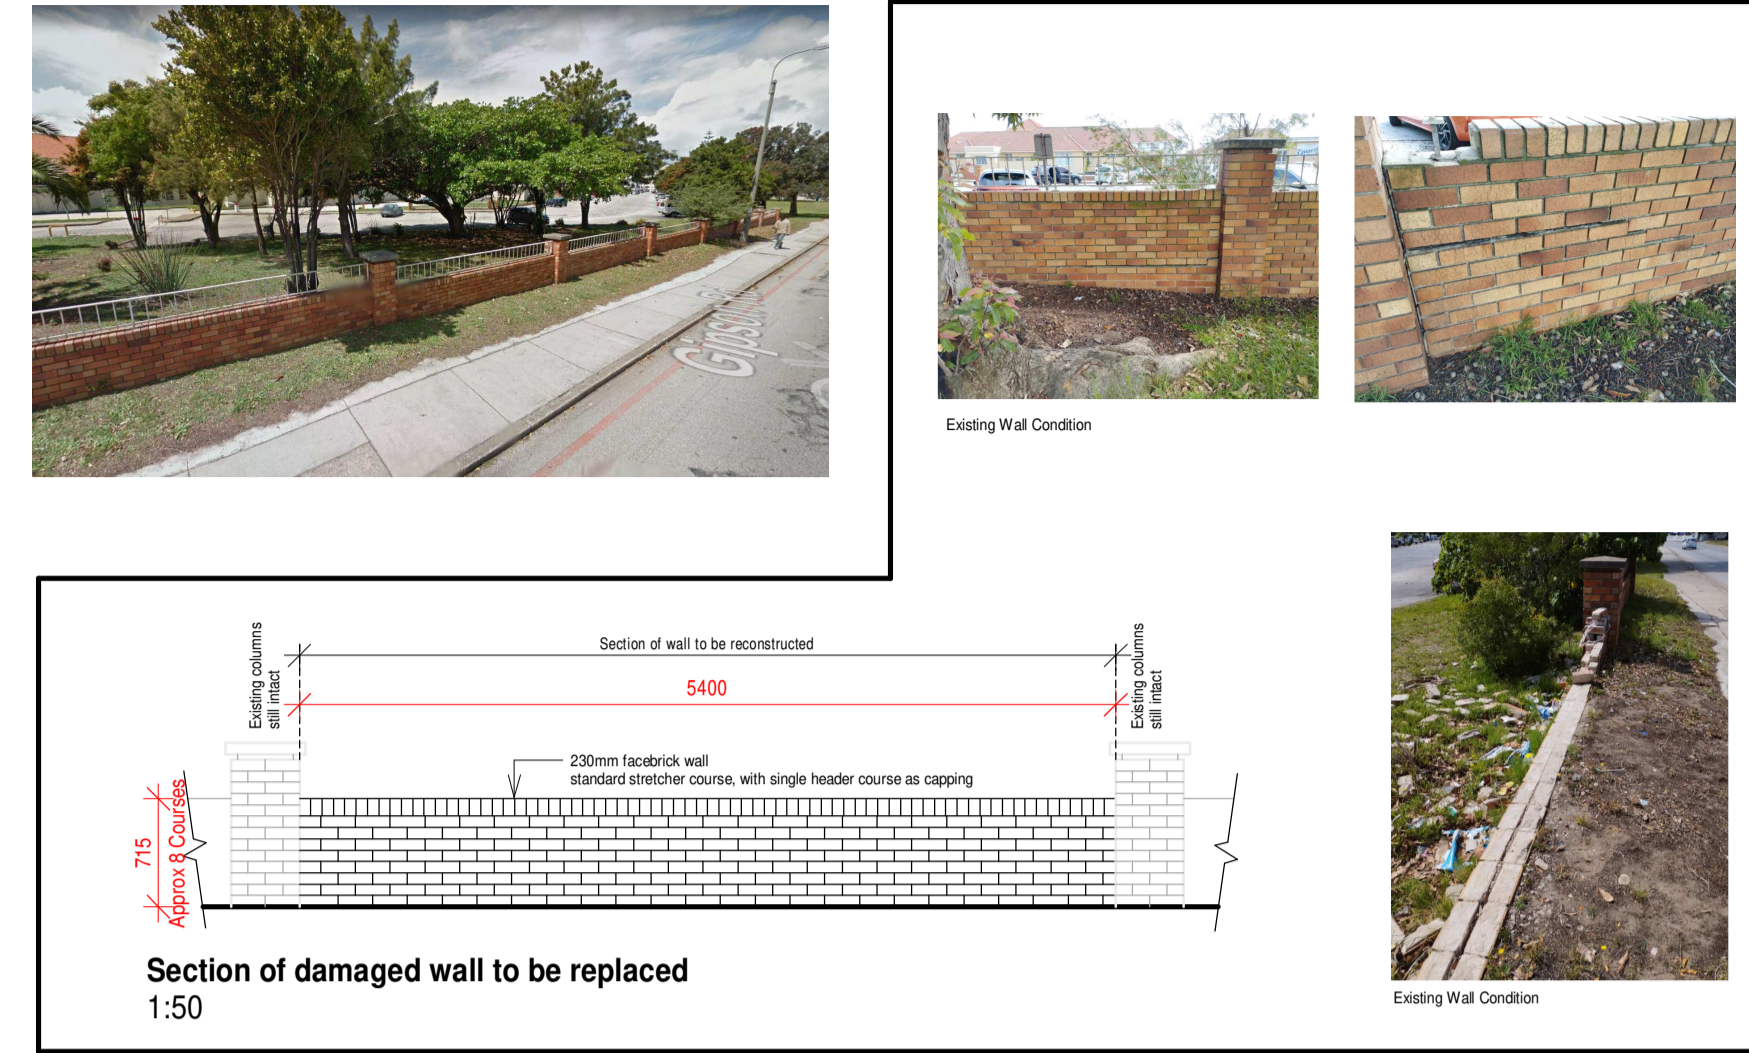 Gipson Rd
Existing Wall Condition
Existing columns
still intact
Section of wall to be reconstructed
5400
Existing columns
still intact
230mm facebrick wall
standard stretcher course, with single header course as capping
715
Approx 8 Courses
Section of damaged wall to be replaced
1:50
Existing Wall Condition